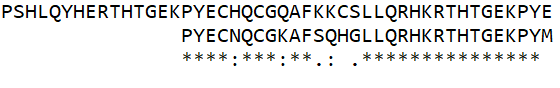 PSHLQYHERTHTGEKPYECHQCGQAFKKCSLLQRHKRTHTGEKPYE
PYECNQCGKAFSQHGLLQRHKRTHTGEKPYM
****:***:**.: .***************